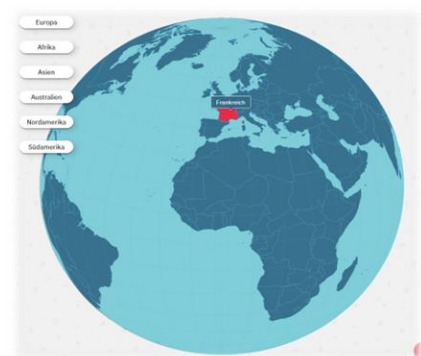 Europa
Afrika
Asien
Australien
Nordamerika
Südamerika
Frankreich